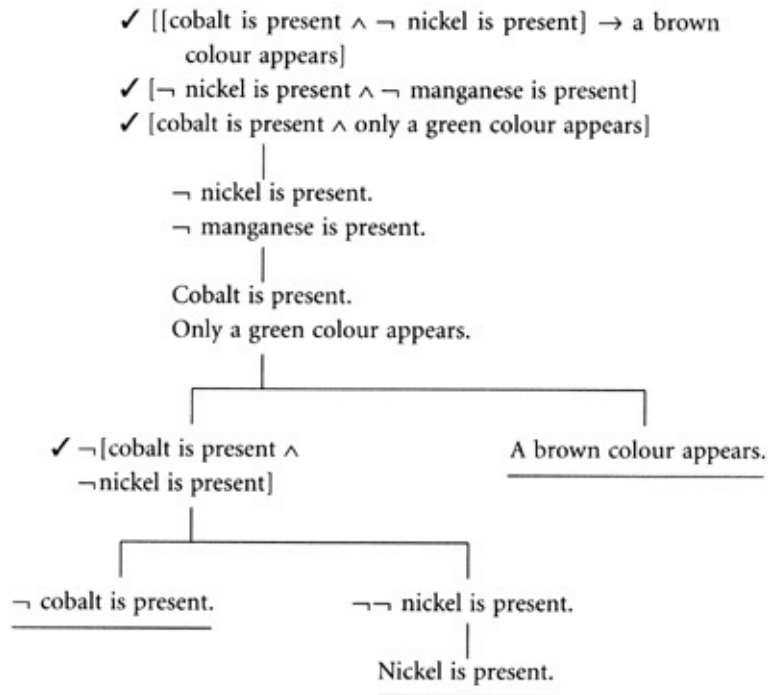 ✓ [[cobalt is present ∧ ¬ nickel is present] → a brown
colour appears]
✓ [¬ nickel is present ∧ ¬ manganese is present]
✓ [cobalt is present ∧ only a green colour appears]
¬ nickel is present.
¬ manganese is present.
Cobalt is present.
Only a green colour appears.
✓ ¬[cobalt is present ∧
¬nickel is present]
A brown colour appears.
¬ cobalt is present.
¬¬ nickel is present.
Nickel is present.